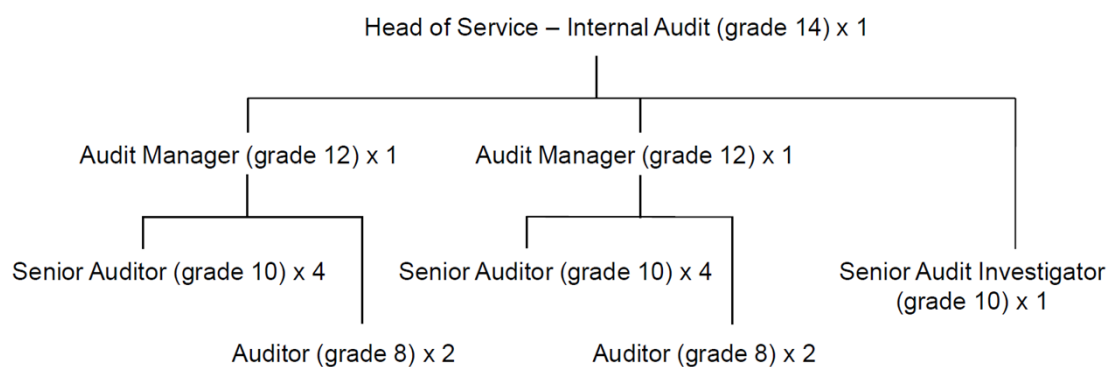 Head of Service – Internal Audit (grade 14) x 1
Audit Manager (grade 12) x 1
Audit Manager (grade 12) x 1
Senior Auditor (grade 10) x 4
Senior Auditor (grade 10) x 4
Senior Audit Investigator
(grade 10) x 1
Auditor (grade 8) x 2
Auditor (grade 8) x 2